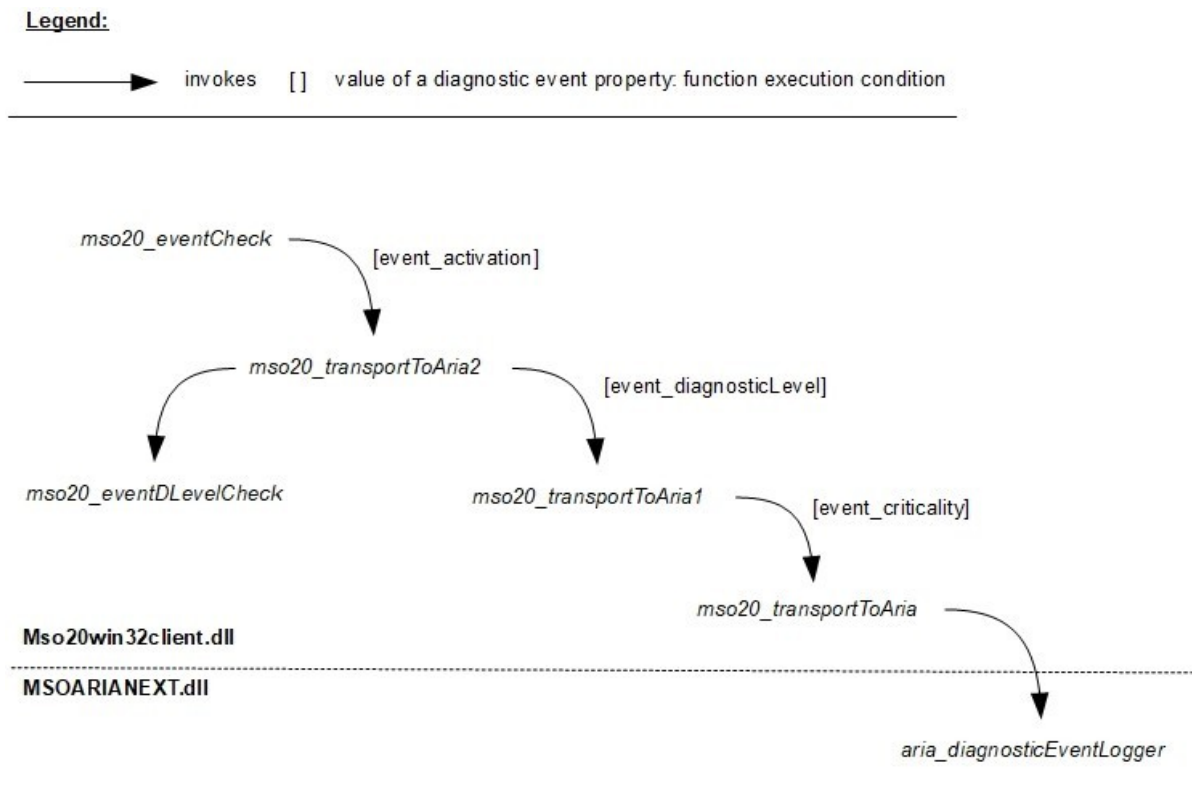 Legend:
invokes [ ] value of a diagnostic event property: function execution condition
mso20_eventCheck
[event_activation]
mso20_transportToAria2
[event_diagnosticLevel]
mso20_eventDLevelCheck
mso20_transportToAria1
[event_criticality]
mso20_transportToAria
Mso20win32client.dll
MSOARIANEXT.dll
aria_diagnosticEventLogger